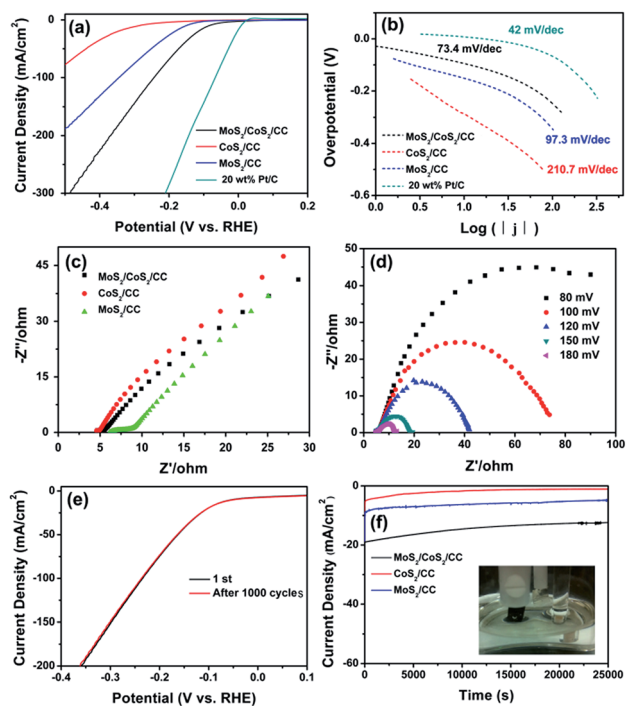 (a)
Current Density (mA/cm²)
0
-100
-200
-300
MoS₂/CoS₂/CC
CoS₂/CC
MoS₂/CC
20 wt% Pt/C
-0.4 -0.2 0.0 0.2
Potential (V vs. RHE)
(b)
42 mV/dec
73.4 mV/dec
97.3 mV/dec
210.7 mV/dec
Overpotential (V)
0.0
-0.2
-0.4
-0.6
MoS₂/CoS₂/CC
CoS₂/CC
MoS₂/CC
20 wt% Pt/C
0.0 0.5 1.0 1.5 2.0 2.5
Log (|j|)
(c)
-Z''/ohm
45
30
15
0
MoS₂/CoS₂/CC
CoS₂/CC
MoS₂/CC
0 5 10 15 20 25 30
Z'/ohm
(d)
-Z''/ohm
50
40
30
20
10
0
80 mV
100 mV
120 mV
150 mV
180 mV
0 20 40 60 80 100
Z'/ohm
(e)
Current Density (mA/cm²)
0
-50
-100
-150
-200
1 st
After 1000 cycles
-0.4 -0.3 -0.2 -0.1 0.0 0.1
Potential (V vs. RHE)
(f)
Current Density (mA/cm²)
0
-20
-40
-60
MoS₂/CoS₂/CC
CoS₂/CC
MoS₂/CC
0 5000 10000 15000 20000 25000
Time (s)